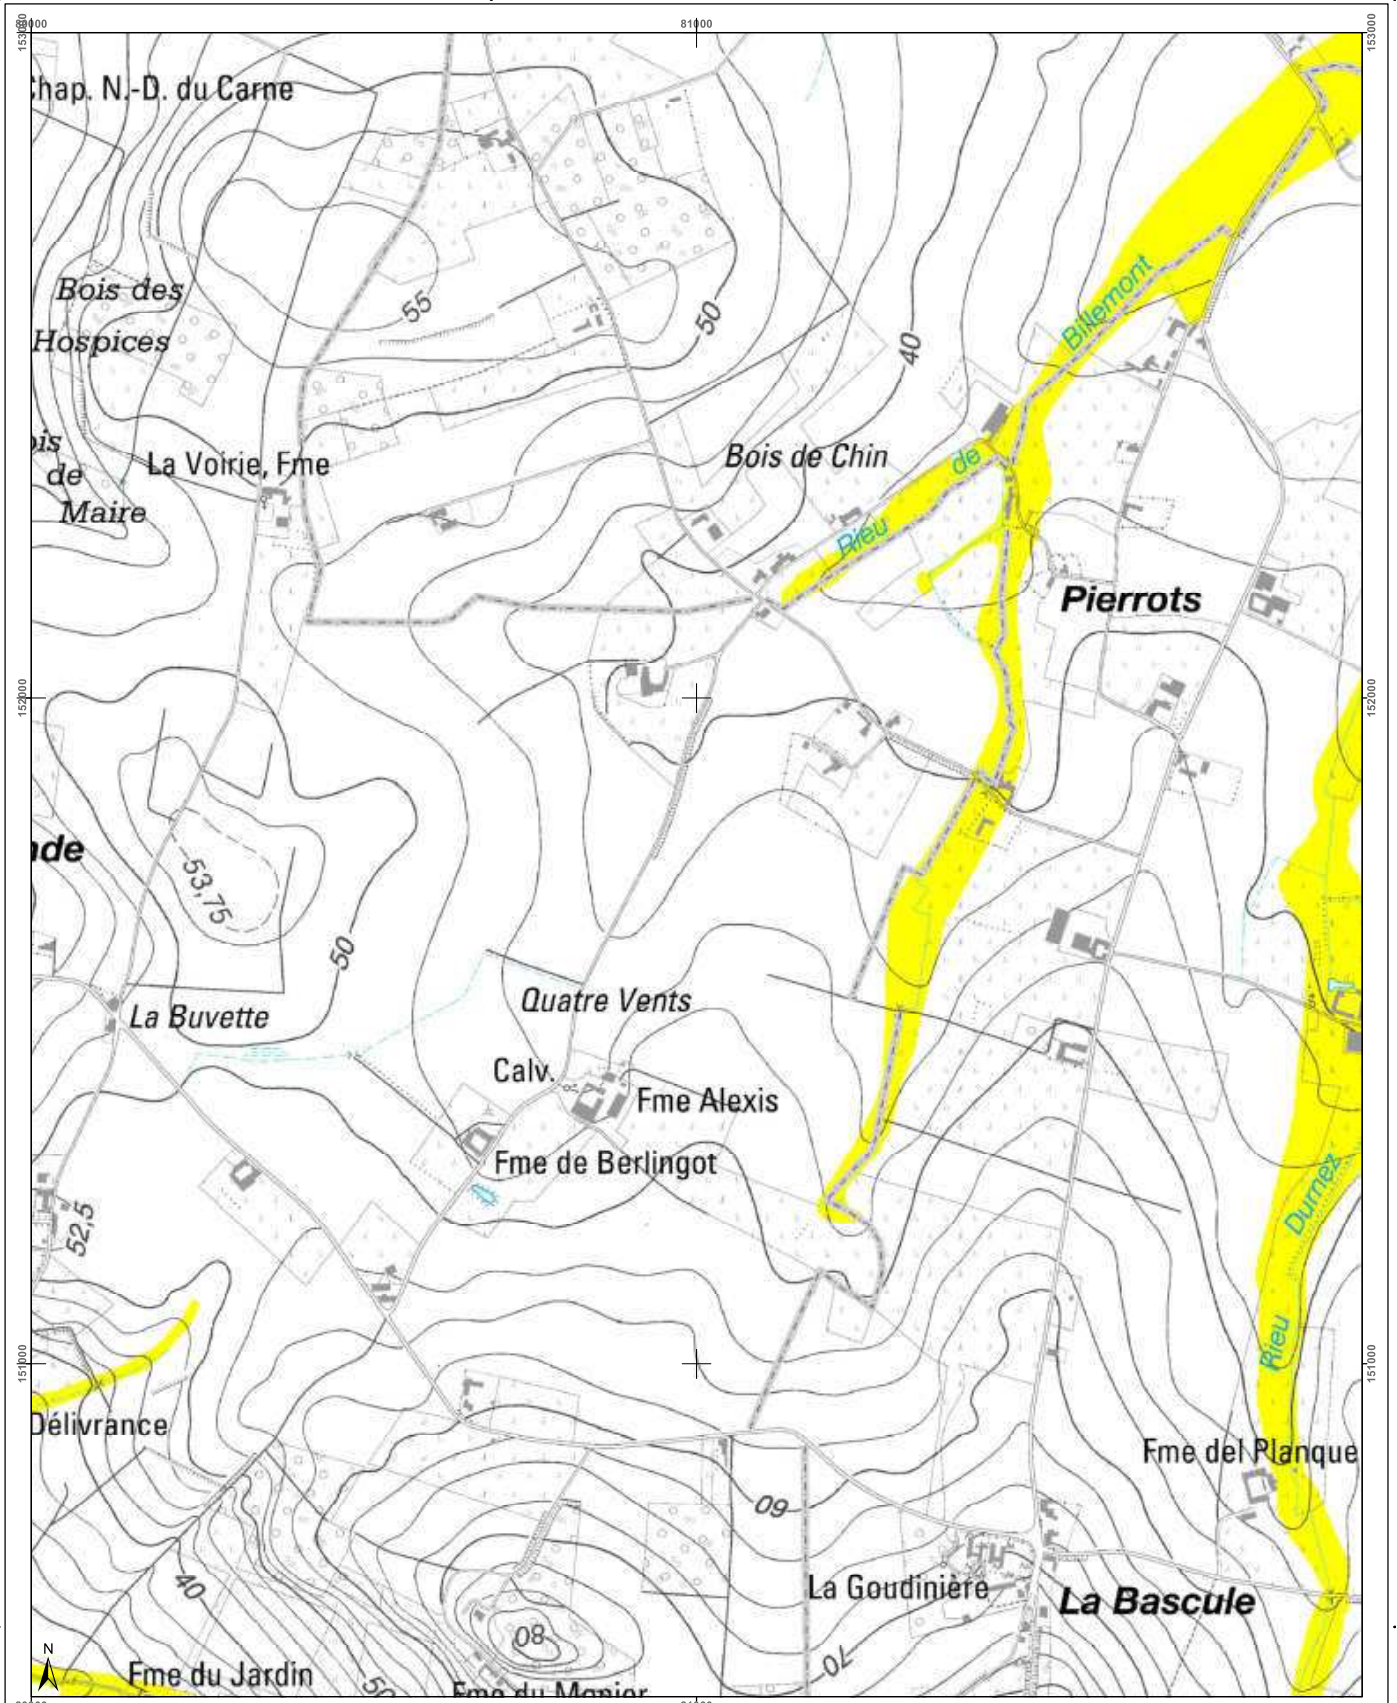 80000
81000
153000
153000
Chap. N.-D. du Carne
Bois des
Hospices
55
50
40
Billemont
de
Rieu
Bois de Chin
La Voirie, Fme
de
Maire
Pierrots
152000
152000
53,75
50
La Buvette
Quatre Vents
Calv.
Fme Alexis
Fme de Berlingot
52,5
Durnez
Rieu
151000
151000
Délivrance
Fme del Planque
60
40
La Goudinière
La Bascule
80
70
50
N
Fme du Jardin